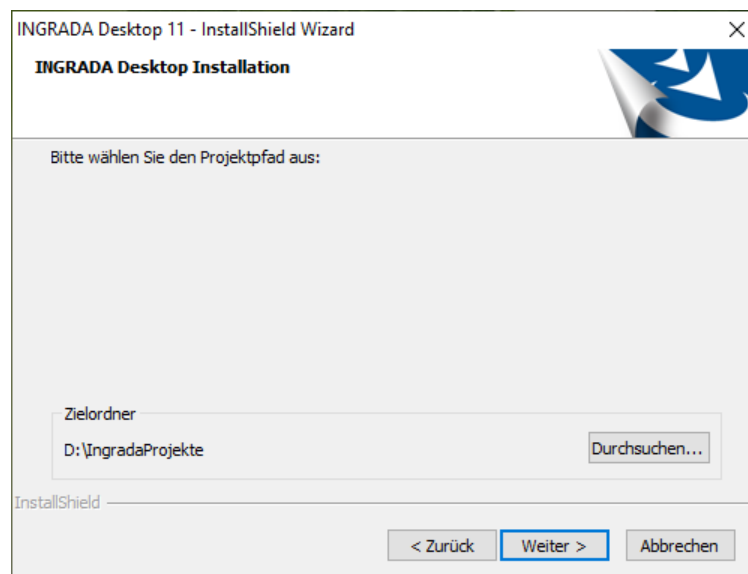 INGRADA Desktop 11 - InstallShield Wizard
INGRADA Desktop Installation
Bitte wählen Sie den Projektpfad aus:
Zielordner
D:\IngradaProjekte
Durchsuchen...
InstallShield
< Zurück
Weiter >
Abbrechen